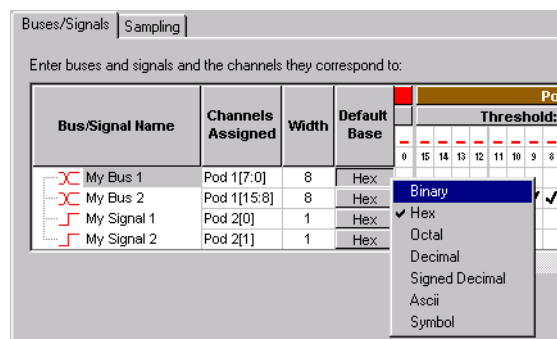 Buses/Signals Sampling
Enter buses and signals and the channels they correspond to:
Bus/Signal Name Channels Assigned Width Default Base
Threshold:
0 15 14 13 12 11 10 9 8
My Bus 1 Pod 1[7:0] 8 Hex
My Bus 2 Pod 1[15:8] 8 Hex
My Signal 1 Pod 2[0] 1 Hex
My Signal 2 Pod 2[1] 1 Hex
Binary
Hex
Octal
Decimal
Signed Decimal
Ascii
Symbol